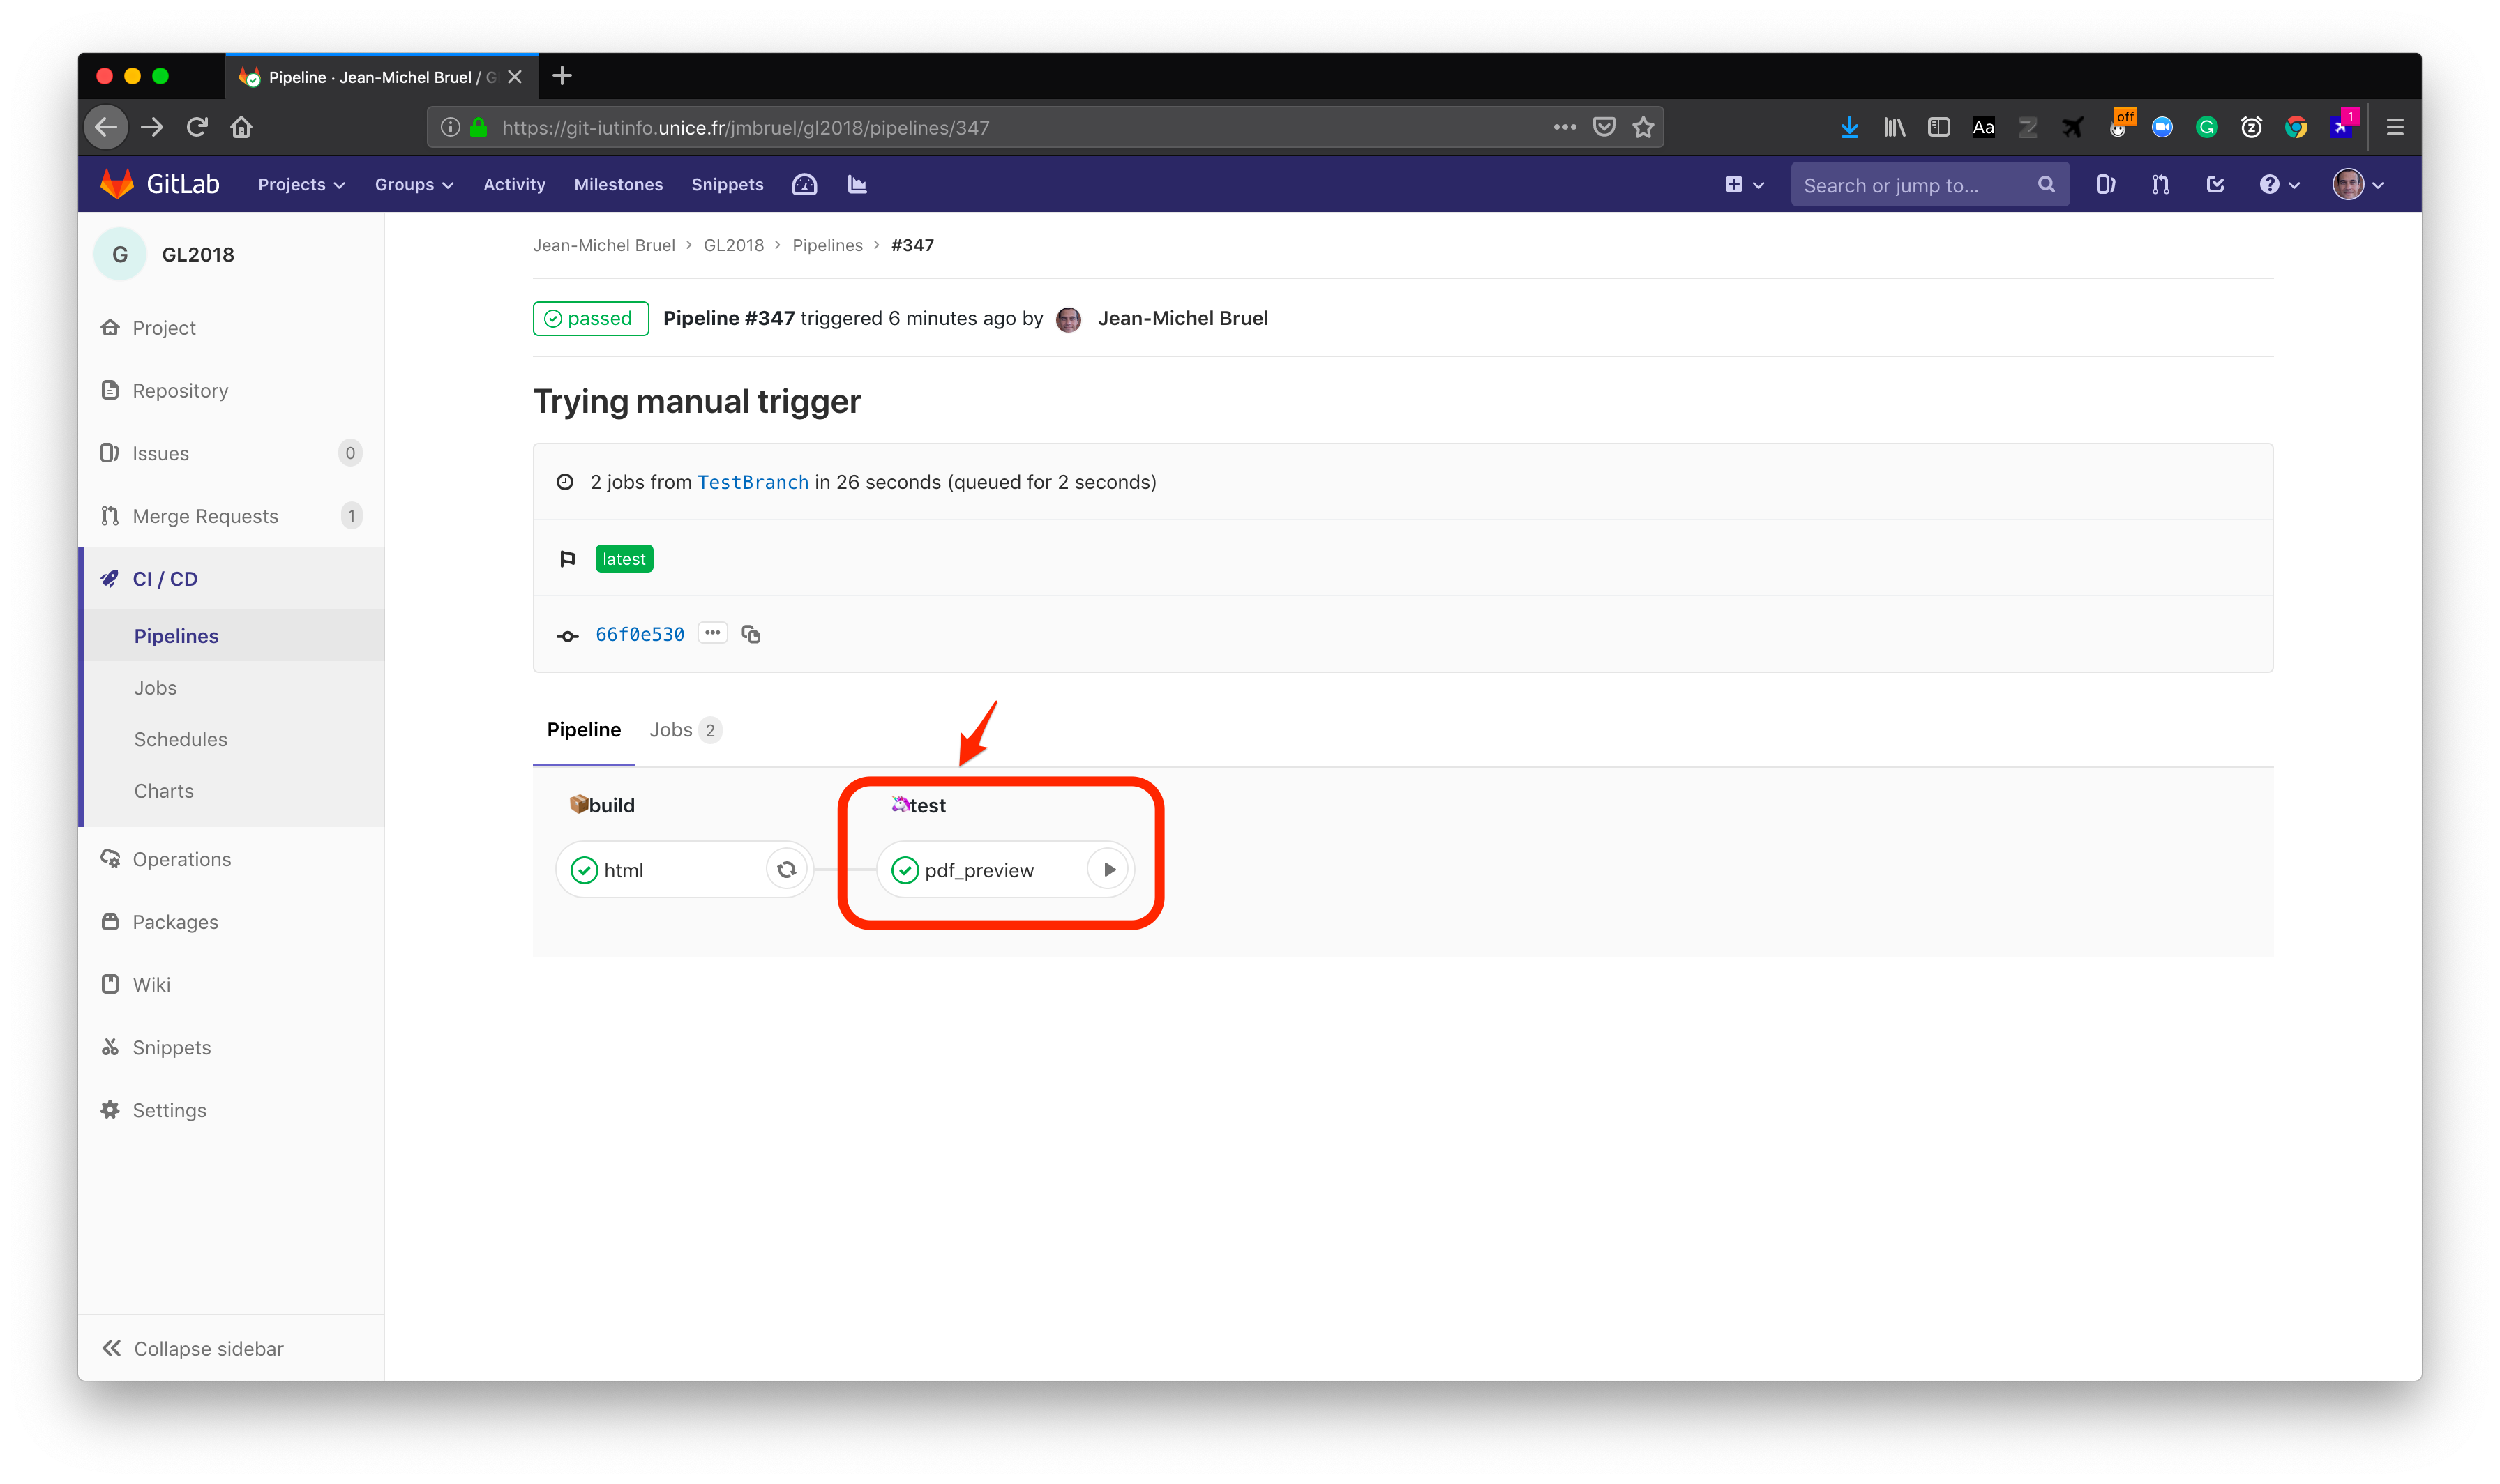 Pipeline · Jean-Michel Bruel / G
https://git-iutinfo.unice.fr/jmbruel/gl2018/pipelines/347
Aa
off
1
GitLab Projects Groups Activity Milestones Snippets Search or jump to...
G GL2018
Project
Repository
Issues 0
Merge Requests 1
CI / CD
Pipelines
Jobs
Schedules
Charts
Operations
Packages
Wiki
Snippets
Settings
Collapse sidebar
Jean-Michel Bruel > GL2018 > Pipelines > #347
passed Pipeline #347 triggered 6 minutes ago by Jean-Michel Bruel
Trying manual trigger
2 jobs from TestBranch in 26 seconds (queued for 2 seconds)
latest
66f0e530 ...
Pipeline Jobs 2
📦build 🦄test
html pdf_preview